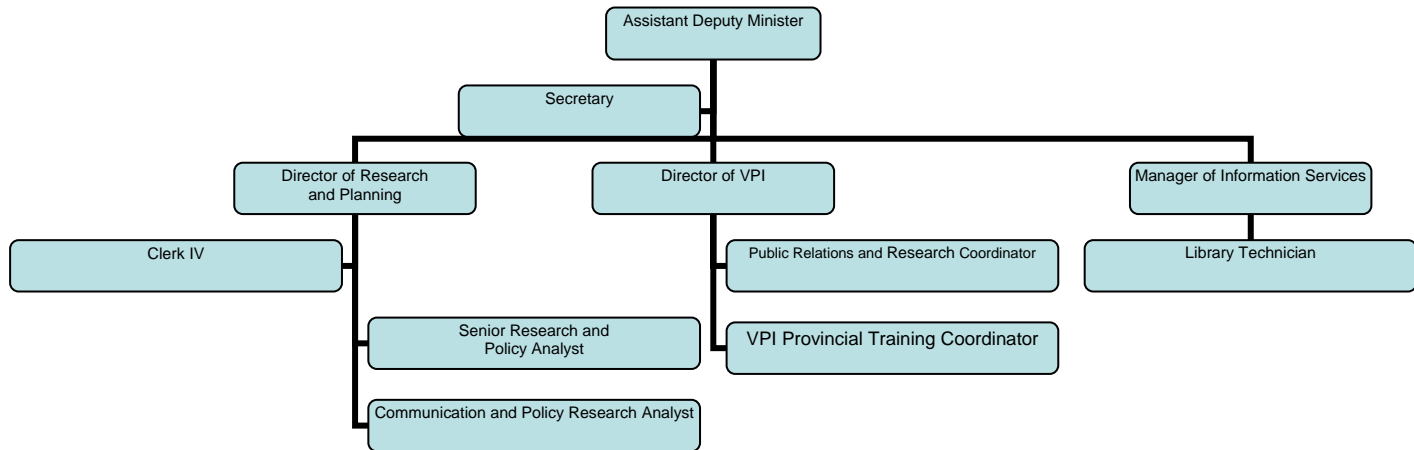 Assistant Deputy Minister
Secretary
Director of Research
and Planning
Director of VPI
Manager of Information Services
Clerk IV
Public Relations and Research Coordinator
Library Technician
Senior Research and
Policy Analyst
VPI Provincial Training Coordinator
Communication and Policy Research Analyst